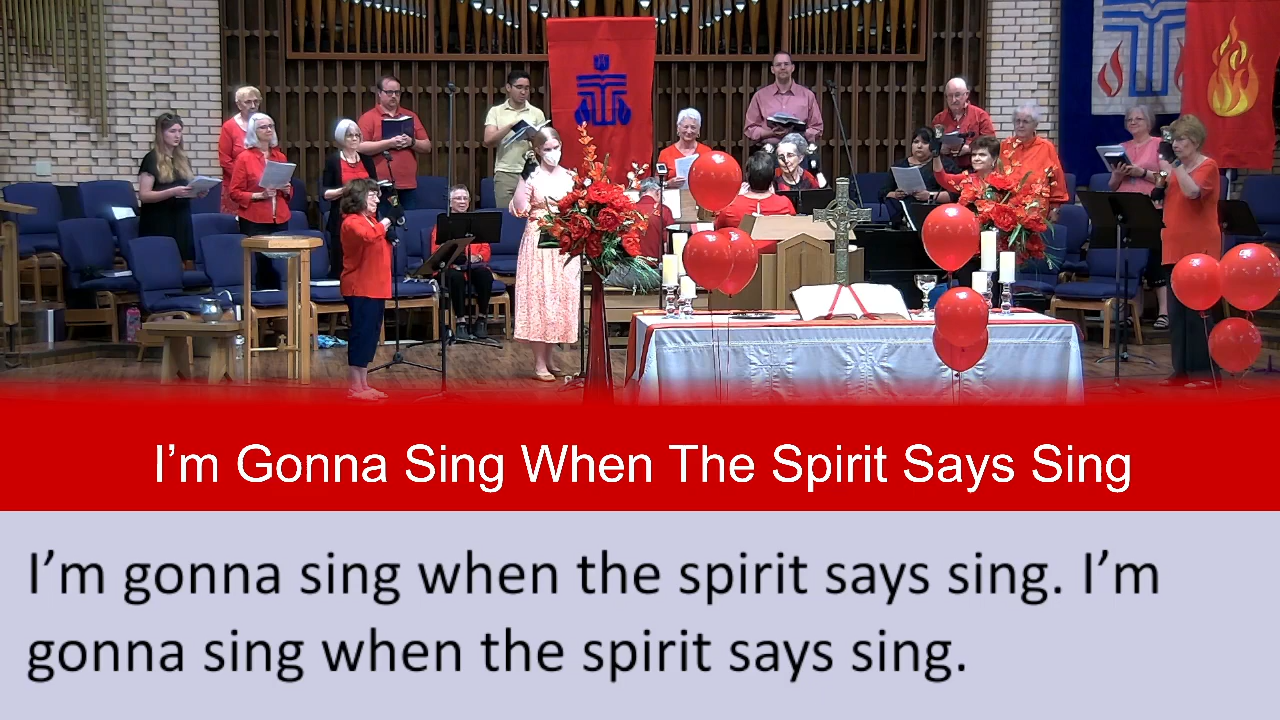 I’m Gonna Sing When The Spirit Says Sing
I’m gonna sing when the spirit says sing. I’m
gonna sing when the spirit says sing.